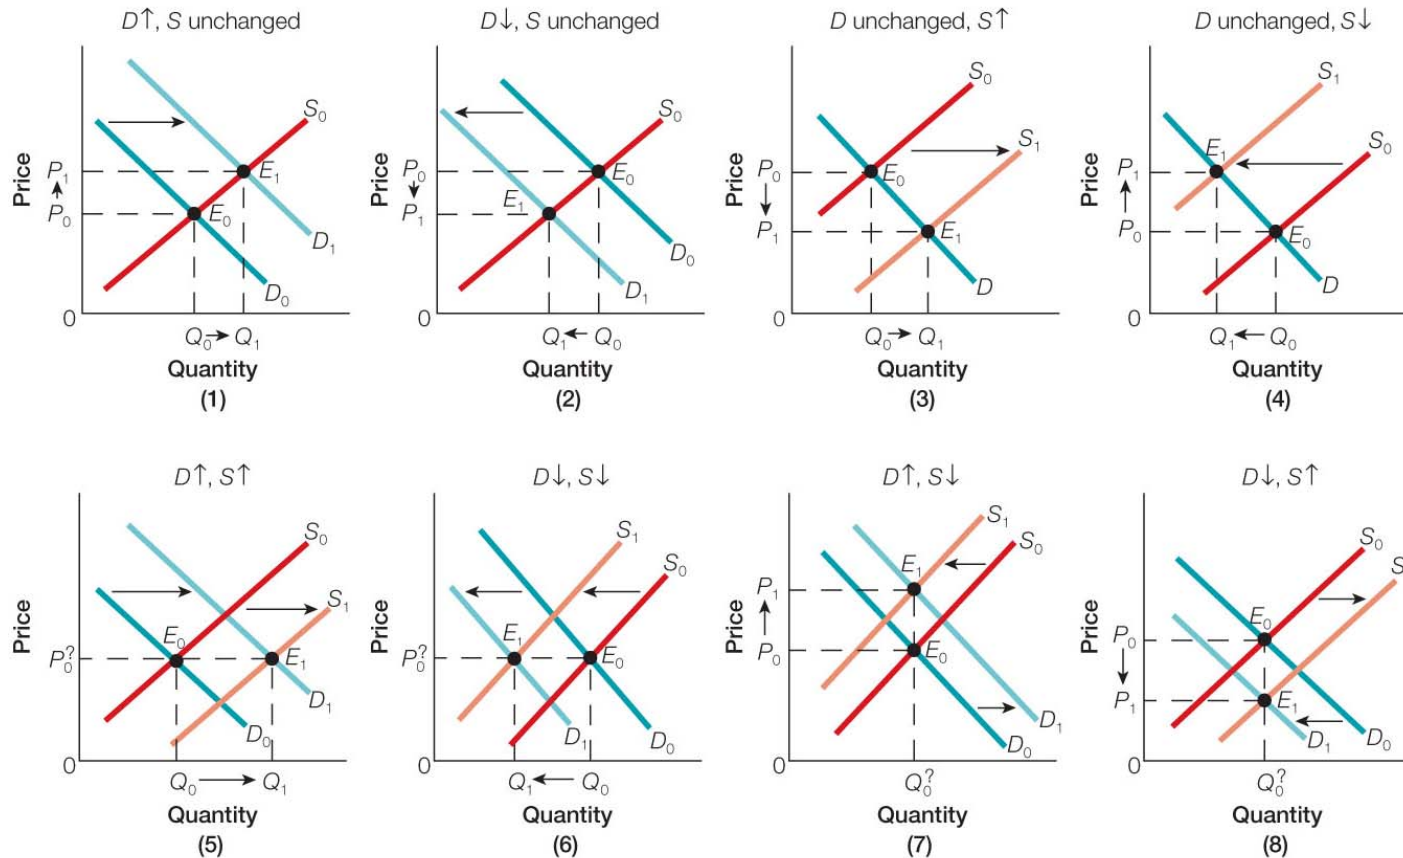 D↑, S unchanged
S₀
P₁
E₁
P₀
E₀
D₁
D₀
0
Q₀ → Q₁
Price
Quantity
(1)
D↓, S unchanged
S₀
P₀
E₀
P₁
E₁
D₀
D₁
0
Q₁ ← Q₀
Price
Quantity
(2)
D unchanged, S↑
S₀
S₁
P₀
E₀
P₁
E₁
D
0
Q₀ → Q₁
Price
Quantity
(3)
D unchanged, S↓
S₁
S₀
E₁
P₁
P₀
E₀
D
0
Q₁ ← Q₀
Price
Quantity
(4)
D↑, S↑
S₀
S₁
E₀
P₀?
E₁
D₁
D₀
0
Q₀ → Q₁
Price
Quantity
(5)
D↓, S↓
S₁
S₀
E₁
P₀?
E₀
D₁
D₀
0
Q₁ ← Q₀
Price
Quantity
(6)
D↑, S↓
S₁
S₀
E₁
P₁
P₀
E₀
D₁
D₀
0
Q₀?
Price
Quantity
(7)
D↓, S↑
S₀
S
E₀
P₀
P₁
E₁
D₁
D₀
0
Q₀?
Price
Quantity
(8)